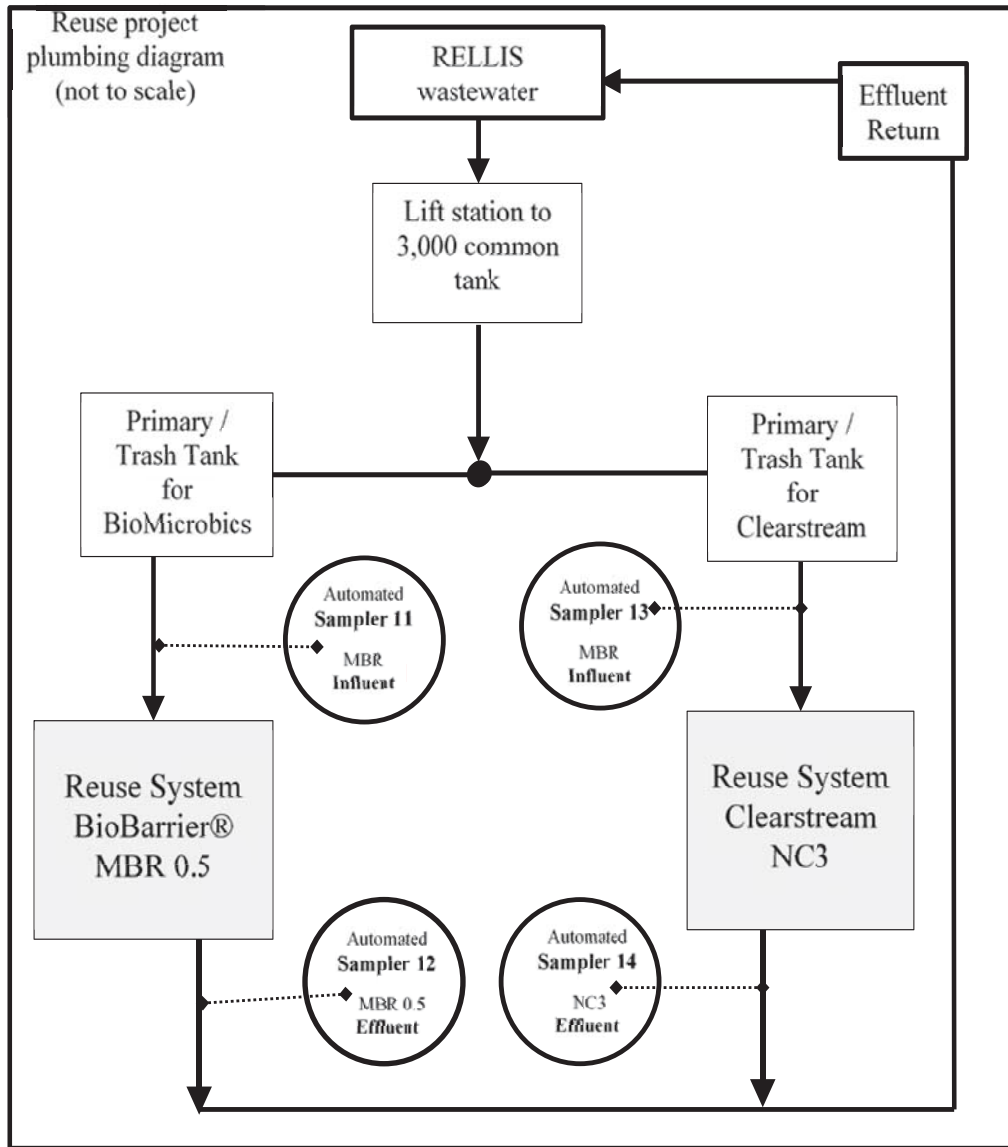 Reuse project
plumbing diagram
(not to scale)
RELLIS
wastewater
Effluent
Return
Lift station to
3,000 common
tank
Primary /
Trash Tank
for
BioMicrobics
Primary /
Trash Tank
for
Clearstream
Automated
Sampler 11
MBR
Influent
Automated
Sampler 13
MBR
Influent
Reuse System
BioBarrier®
MBR 0.5
Reuse System
Clearstream
NC3
Automated
Sampler 12
MBR 0.5
Effluent
Automated
Sampler 14
NC3
Effluent